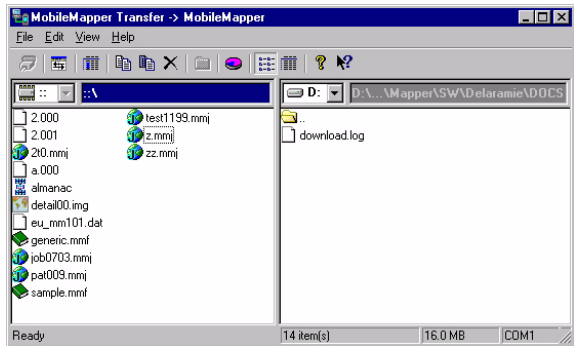 MobileMapper Transfer -> MobileMapper
File Edit View Help
:: ::\ D: D:\...\Mapper\SW\Delaramie\DOCS
2.000
2.001
2t0.mmj
a.000
almanac
detail00.img
eu_mm101.dat
generic.mmf
job0703.mmj
pat009.mmj
sample.mmf
test1199.mmj
z.mmj
zz.mmj
..
download.log
Ready 14 item(s) 16.0 MB COM1